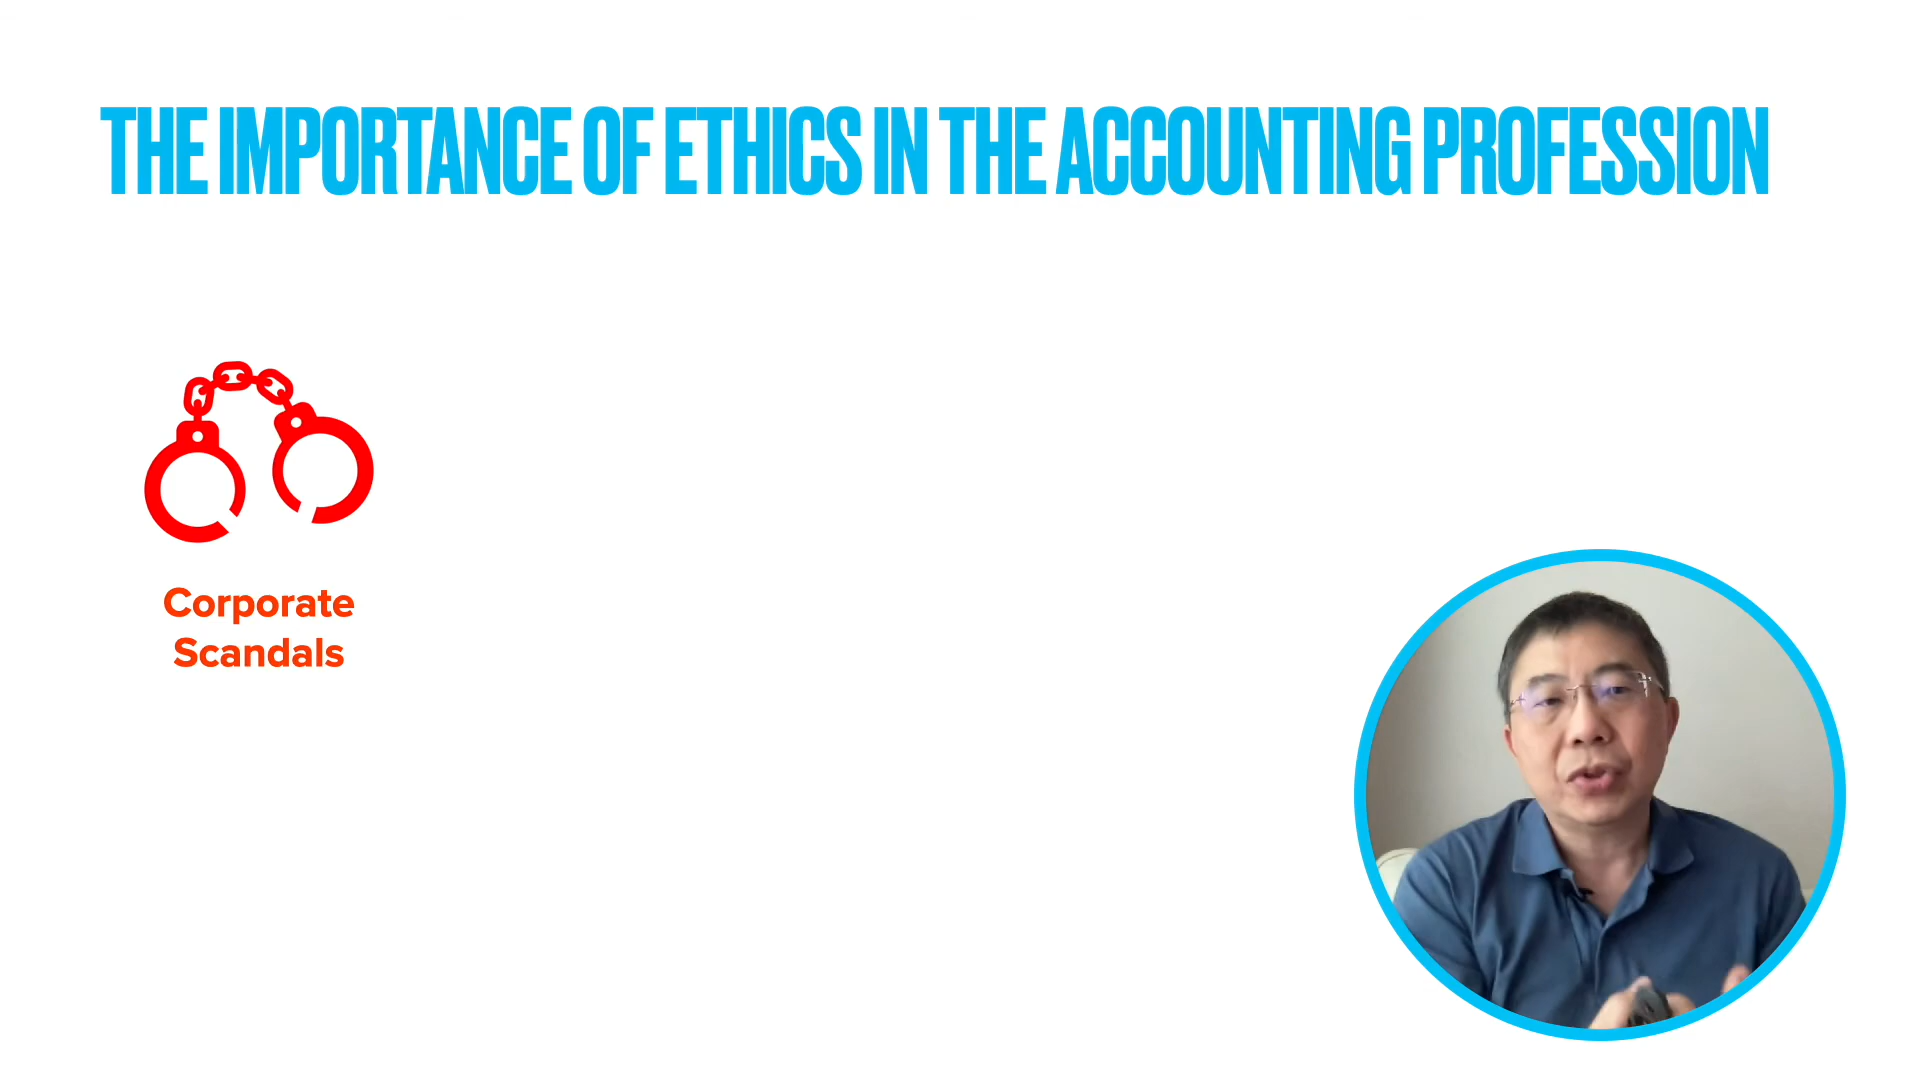 THE IMPORTANCE OF ETHICS IN THE ACCOUNTING PROFESSION
Corporate
Scandals